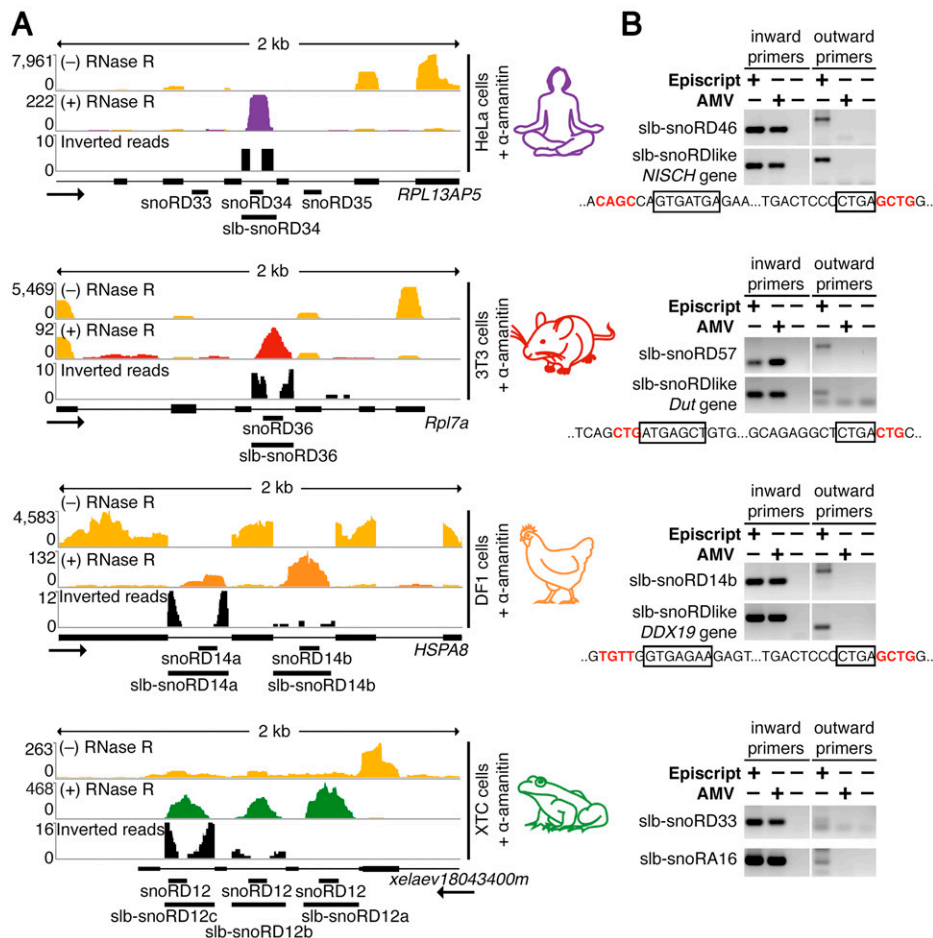 A
2 kb
7,961
0
(−) RNase R
222
0
(+) RNase R
10
0
Inverted reads
snoRD33
snoRD34
snoRD35
RPL13AP5
slb-snoRD34
HeLa cells
+ α-amanitin
2 kb
5,469
0
(−) RNase R
92
0
(+) RNase R
10
0
Inverted reads
snoRD36
Rpl7a
slb-snoRD36
3T3 cells
+ α-amanitin
2 kb
(−) RNase R
4,583
0
132
0
(+) RNase R
12
0
Inverted reads
HSPA8
snoRD14a
snoRD14b
slb-snoRD14a
slb-snoRD14b
DF1 cells
+ α-amanitin
2 kb
263
0
(−) RNase R
468
0
(+) RNase R
16
0
Inverted reads
xelaev18043400m
snoRD12 snoRD12 snoRD12
slb-snoRD12c
slb-snoRD12a
slb-snoRD12b
XTC cells
+ α-amanitin
B
inward primers
outward primers
Episcript + − − + − −
AMV − + − − + −
slb-snoRD46
slb-snoRDlike
NISCH gene
..ACAGCCAGTGATGAGAA...TGACTCCCCTGAGCTGG..
inward primers
outward primers
Episcript + − − + − −
AMV − + − − + −
slb-snoRD57
slb-snoRDlike
Dut gene
..TCAGCTGATGAGCTGTG...GCAGAGGCTCTGACTGC..
inward primers
outward primers
Episcript + − − + − −
AMV − + − − + −
slb-snoRD14b
slb-snoRDlike
DDX19 gene
..GTGTTGGTGAGAAGAGT...TGACTCCCCTGAGCTGG..
inward primers
outward primers
Episcript + − − + − −
AMV − + − − + −
slb-snoRD33
slb-snoRA16